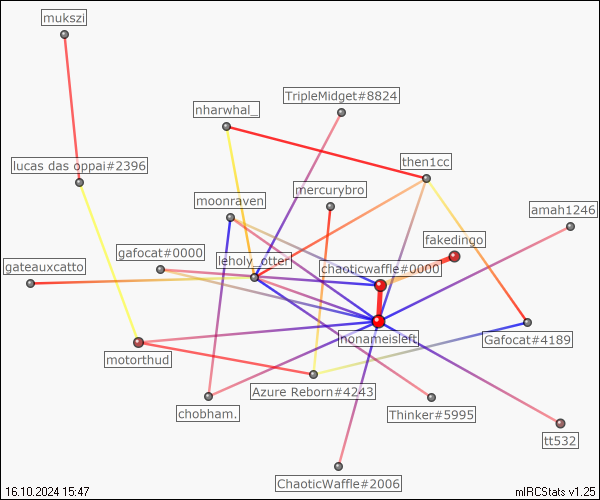 mukszi
TripleMidget#8824
nharwhal_
then1cc
lucas das oppai#2396
mercurybro
moonraven
amah1246
fakedingo
gafocat#0000
leholy_otter
chaoticwaffle#0000
gateauxcatto
nonameisleft
Gafocat#4189
motorthud
Azure Reborn#4243
chobham.
Thinker#5995
tt532
ChaoticWaffle#2006
16.10.2024 15:47
mIRCStats v1.25